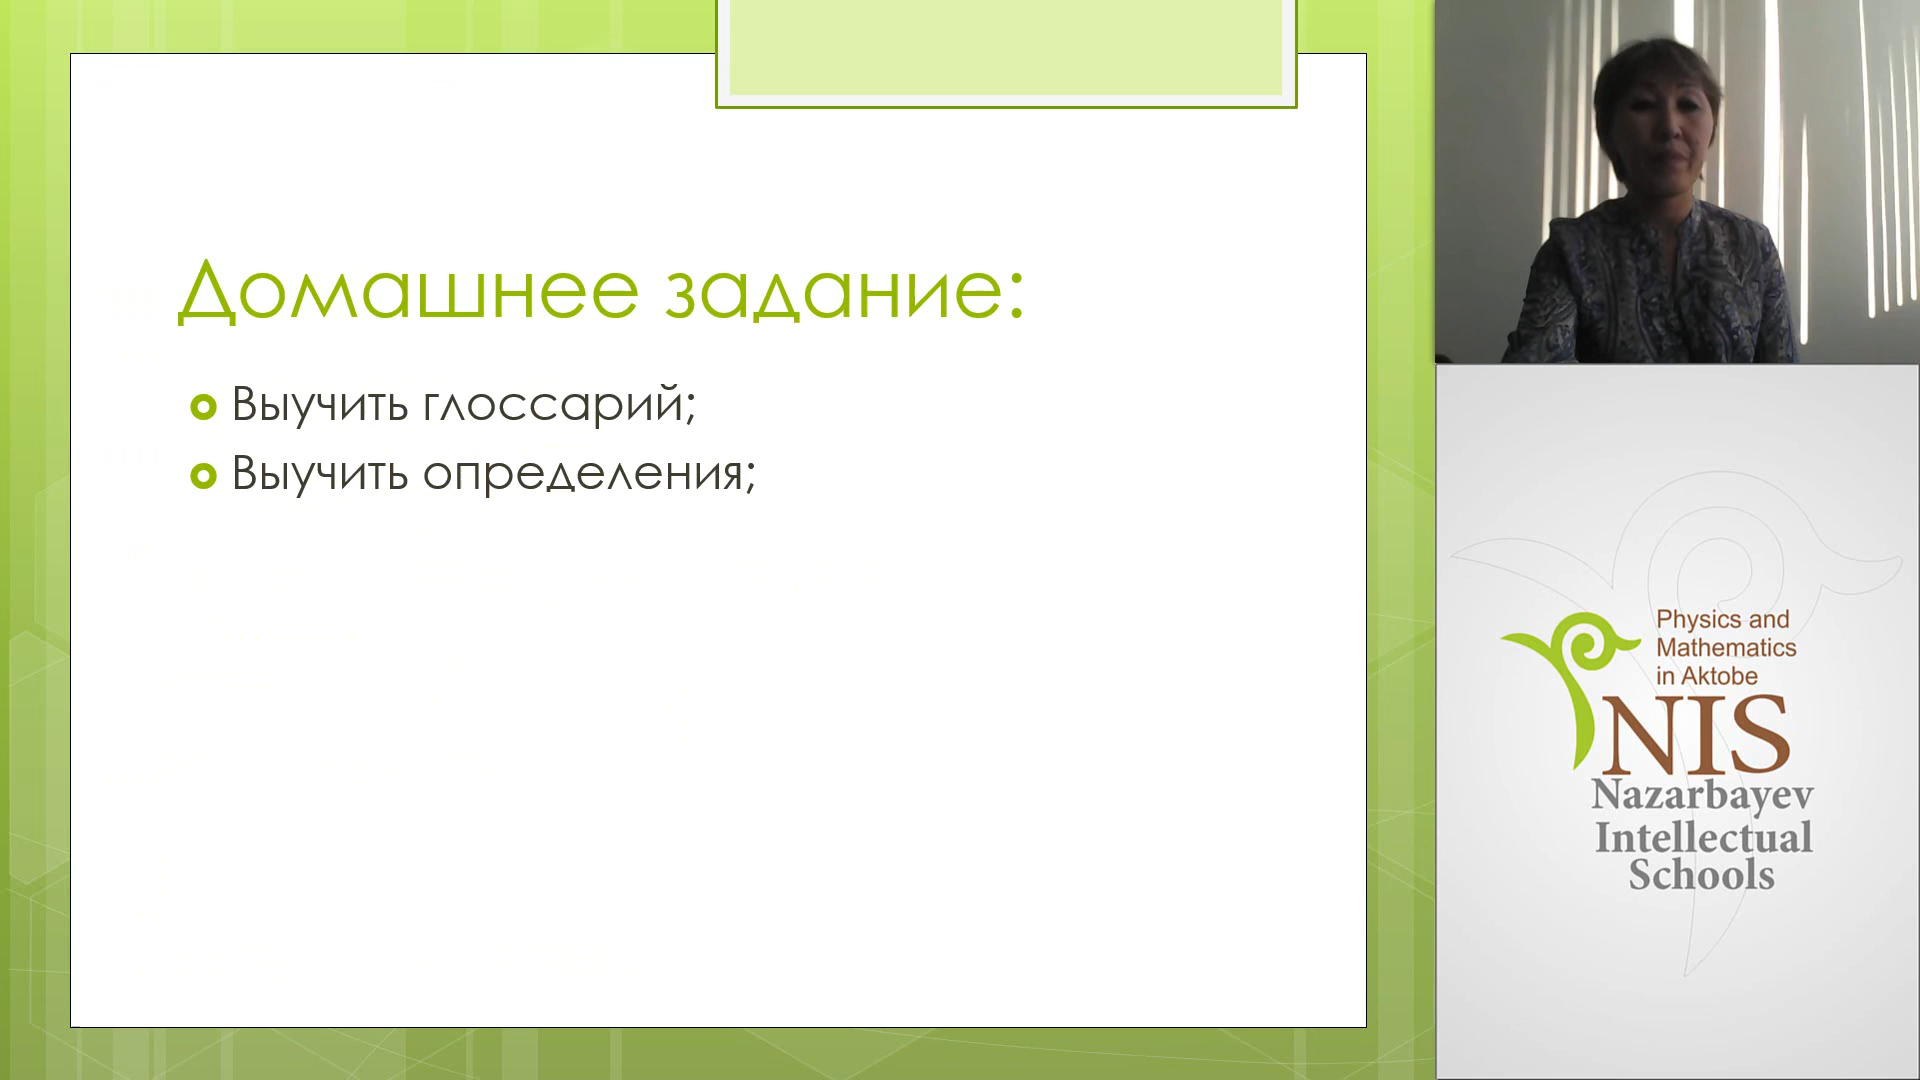 Домашнее задание:
Выучить глоссарий;
Выучить определения;
Physics and
Mathematics
in Aktobe
NIS
Nazarbayev
Intellectual
Schools